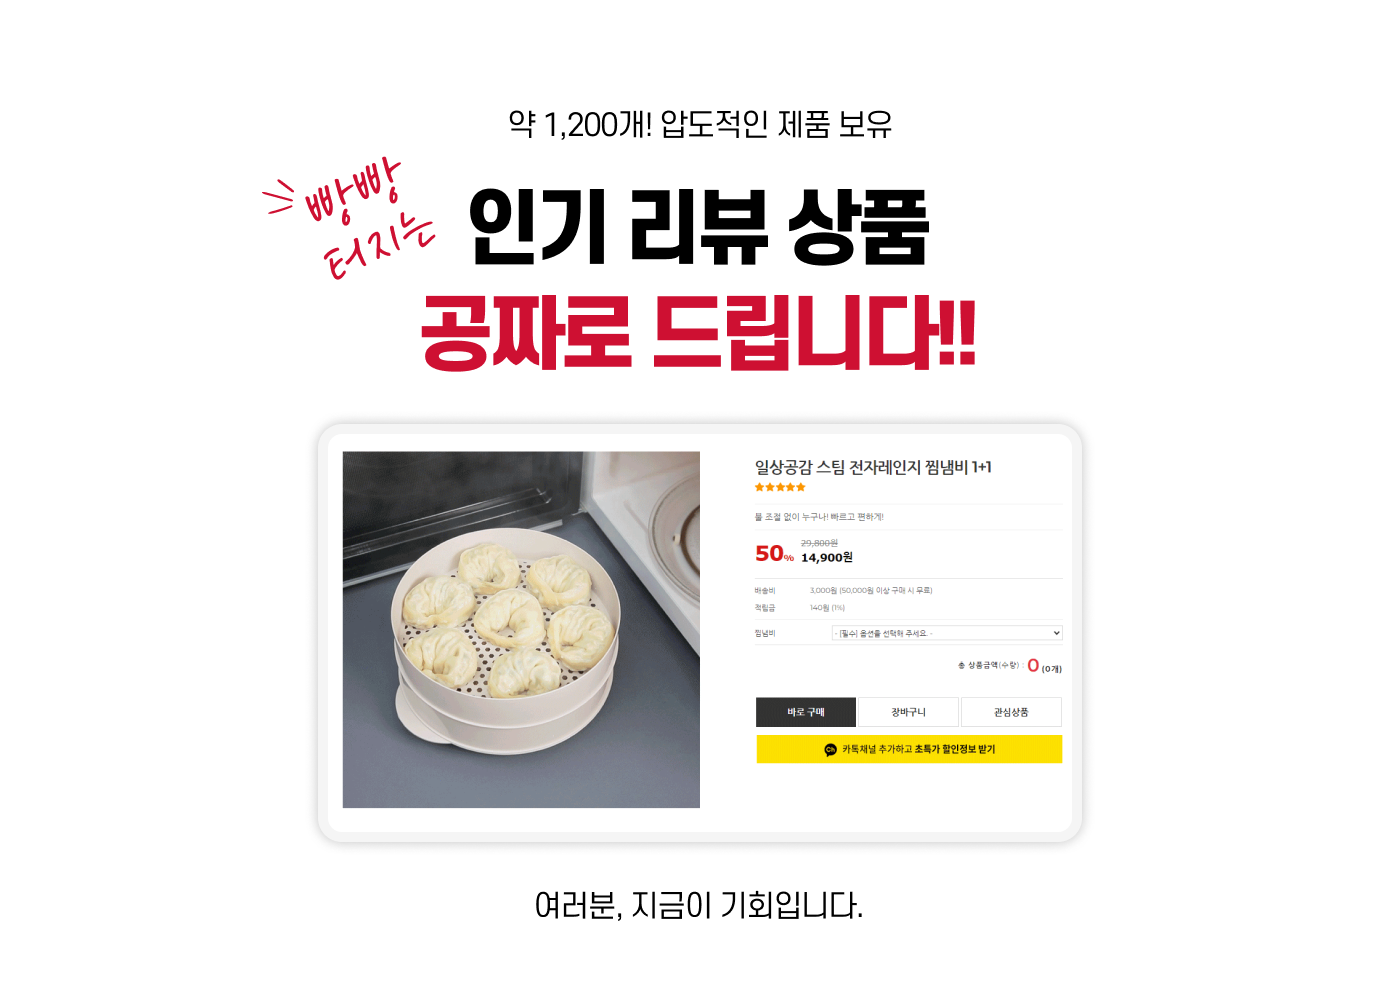 약 1,200개! 압도적인 제품 보유
빵빵
터지는
인기 리뷰 상품
공짜로 드립니다!!
일상공감 스팀 전자레인지 찜냄비 1+1
불 조절 없이 누구나! 빠르고 편하게!
29,800원
50% 14,900원
배송비 3,000원 (50,000원 이상 구매 시 무료)
적립금 140원 (1%)
찜냄비 - [필수] 옵션을 선택해 주세요. -
총 상품금액(수량) : 0 (0개)
바로 구매 장바구니 관심상품
Ch 카톡채널 추가하고 초특가 할인정보 받기
여러분, 지금이 기회입니다.